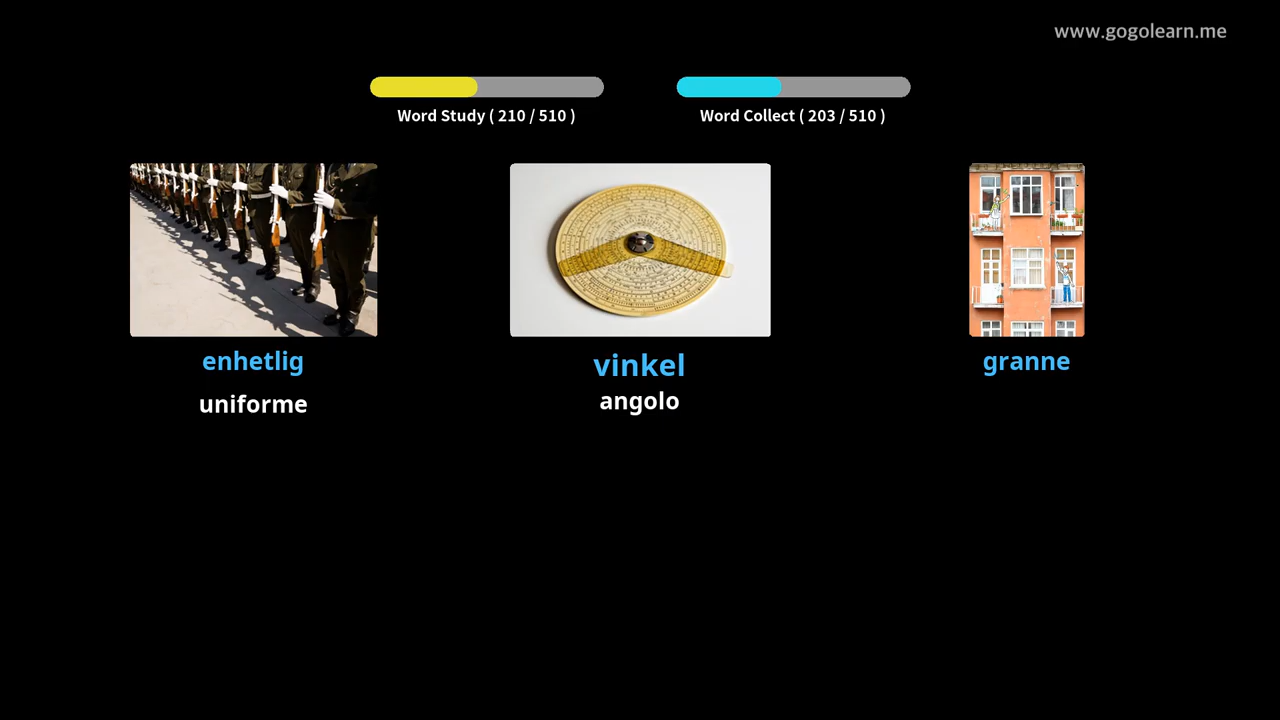 www.gogolearn.me
Word Study ( 210 / 510 )
Word Collect ( 203 / 510 )
enhetlig
uniforme
vinkel
angolo
granne